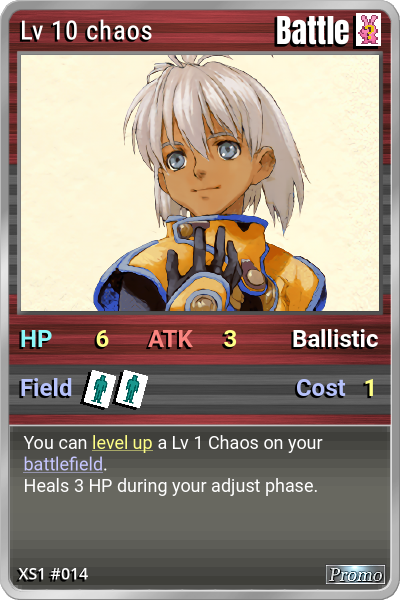 Lv 10 chaos Battle
HP 6 ATK 3 Ballistic
Field Cost 1
You can level up a Lv 1 Chaos on your
battlefield.
Heals 3 HP during your adjust phase.
XS1 #014 Promo